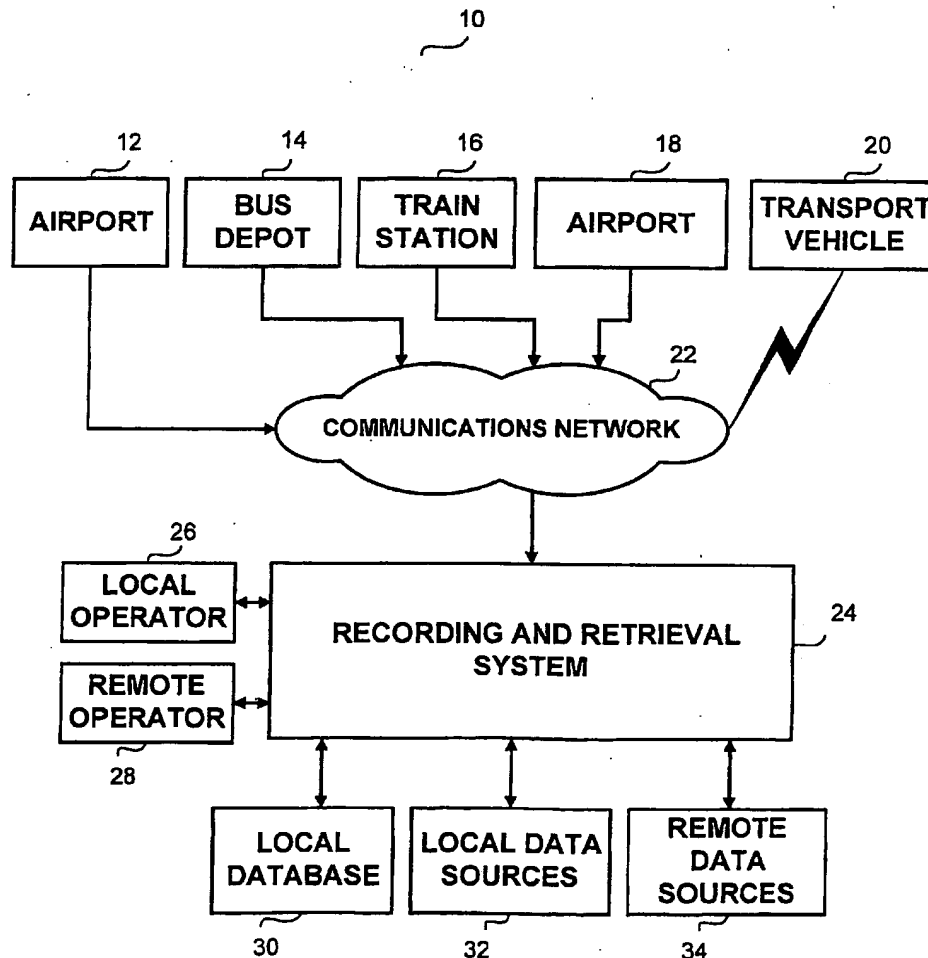 10
12
14
16
18
20
AIRPORT
BUS
DEPOT
TRAIN
STATION
AIRPORT
TRANSPORT
VEHICLE
22
COMMUNICATIONS NETWORK
26
LOCAL
OPERATOR
REMOTE
OPERATOR
28
RECORDING AND RETRIEVAL
SYSTEM
24
LOCAL
DATABASE
LOCAL DATA
SOURCES
REMOTE
DATA
SOURCES
30
32
34